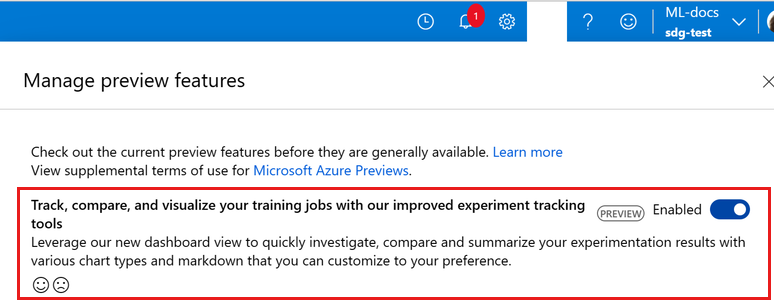 1
ML-docs
sdg-test
Manage preview features
Check out the current preview features before they are generally available. Learn more
View supplemental terms of use for Microsoft Azure Previews.
Track, compare, and visualize your training jobs with our improved experiment tracking
tools
PREVIEW
Enabled
Leverage our new dashboard view to quickly investigate, compare and summarize your experimentation results with
various chart types and markdown that you can customize to your preference.